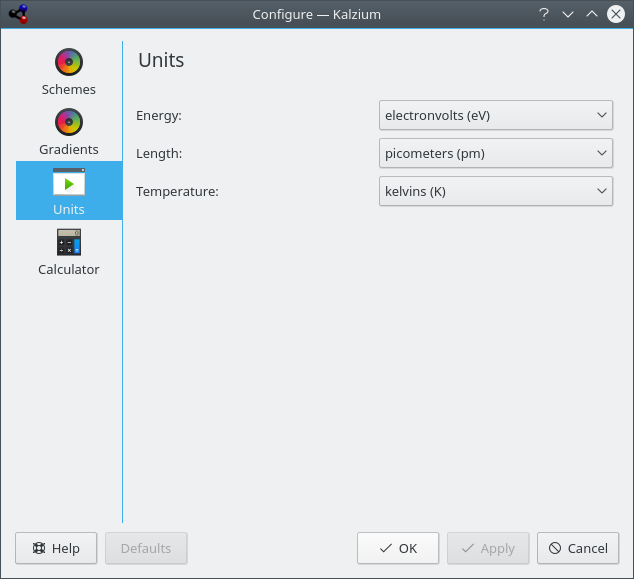 Configure — Kalzium
Schemes
Gradients
Units
Calculator
Units
Energy: electronvolts (eV)
Length: picometers (pm)
Temperature: kelvins (K)
Help Defaults OK Apply Cancel